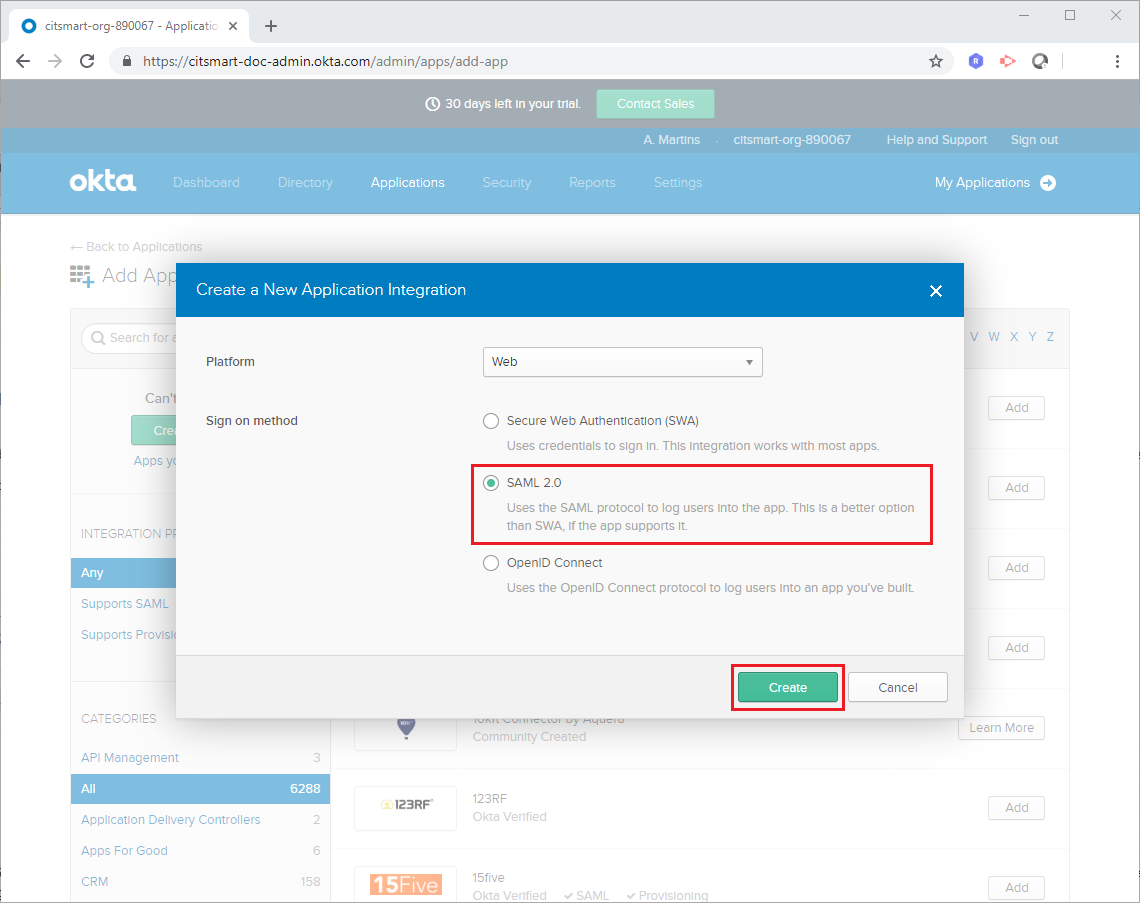 citsmart-org-890067 - Applicatio
https://citsmart-doc-admin.okta.com/admin/apps/add-app
30 days left in your trial.
Contact Sales
A. Martins · citsmart-org-890067 Help and Support Sign out
okta Dashboard Directory Applications Security Reports Settings My Applications
← Back to Applications
Add App
Create a New Application Integration
Search for a
V W X Y Z
Platform Web
Can't
Add
Sign on method
Secure Web Authentication (SWA)
Crea
Uses credentials to sign in. This integration works with most apps.
Apps yo
SAML 2.0
Add
Uses the SAML protocol to log users into the app. This is a better option
than SWA, if the app supports it.
INTEGRATION PR
OpenID Connect
Any
Add
Uses the OpenID Connect protocol to log users into an app you've built.
Supports SAML
Supports Provisio
Add
Create Cancel
CATEGORIES
10Kft Connector by Aquera
Learn More
Community Created
API Management 3
All 6288
123RF
123RF
Add
Okta Verified
Application Delivery Controllers 2
Apps For Good 6
CRM 158
15Five
15five
Add
Okta Verified SAML Provisioning